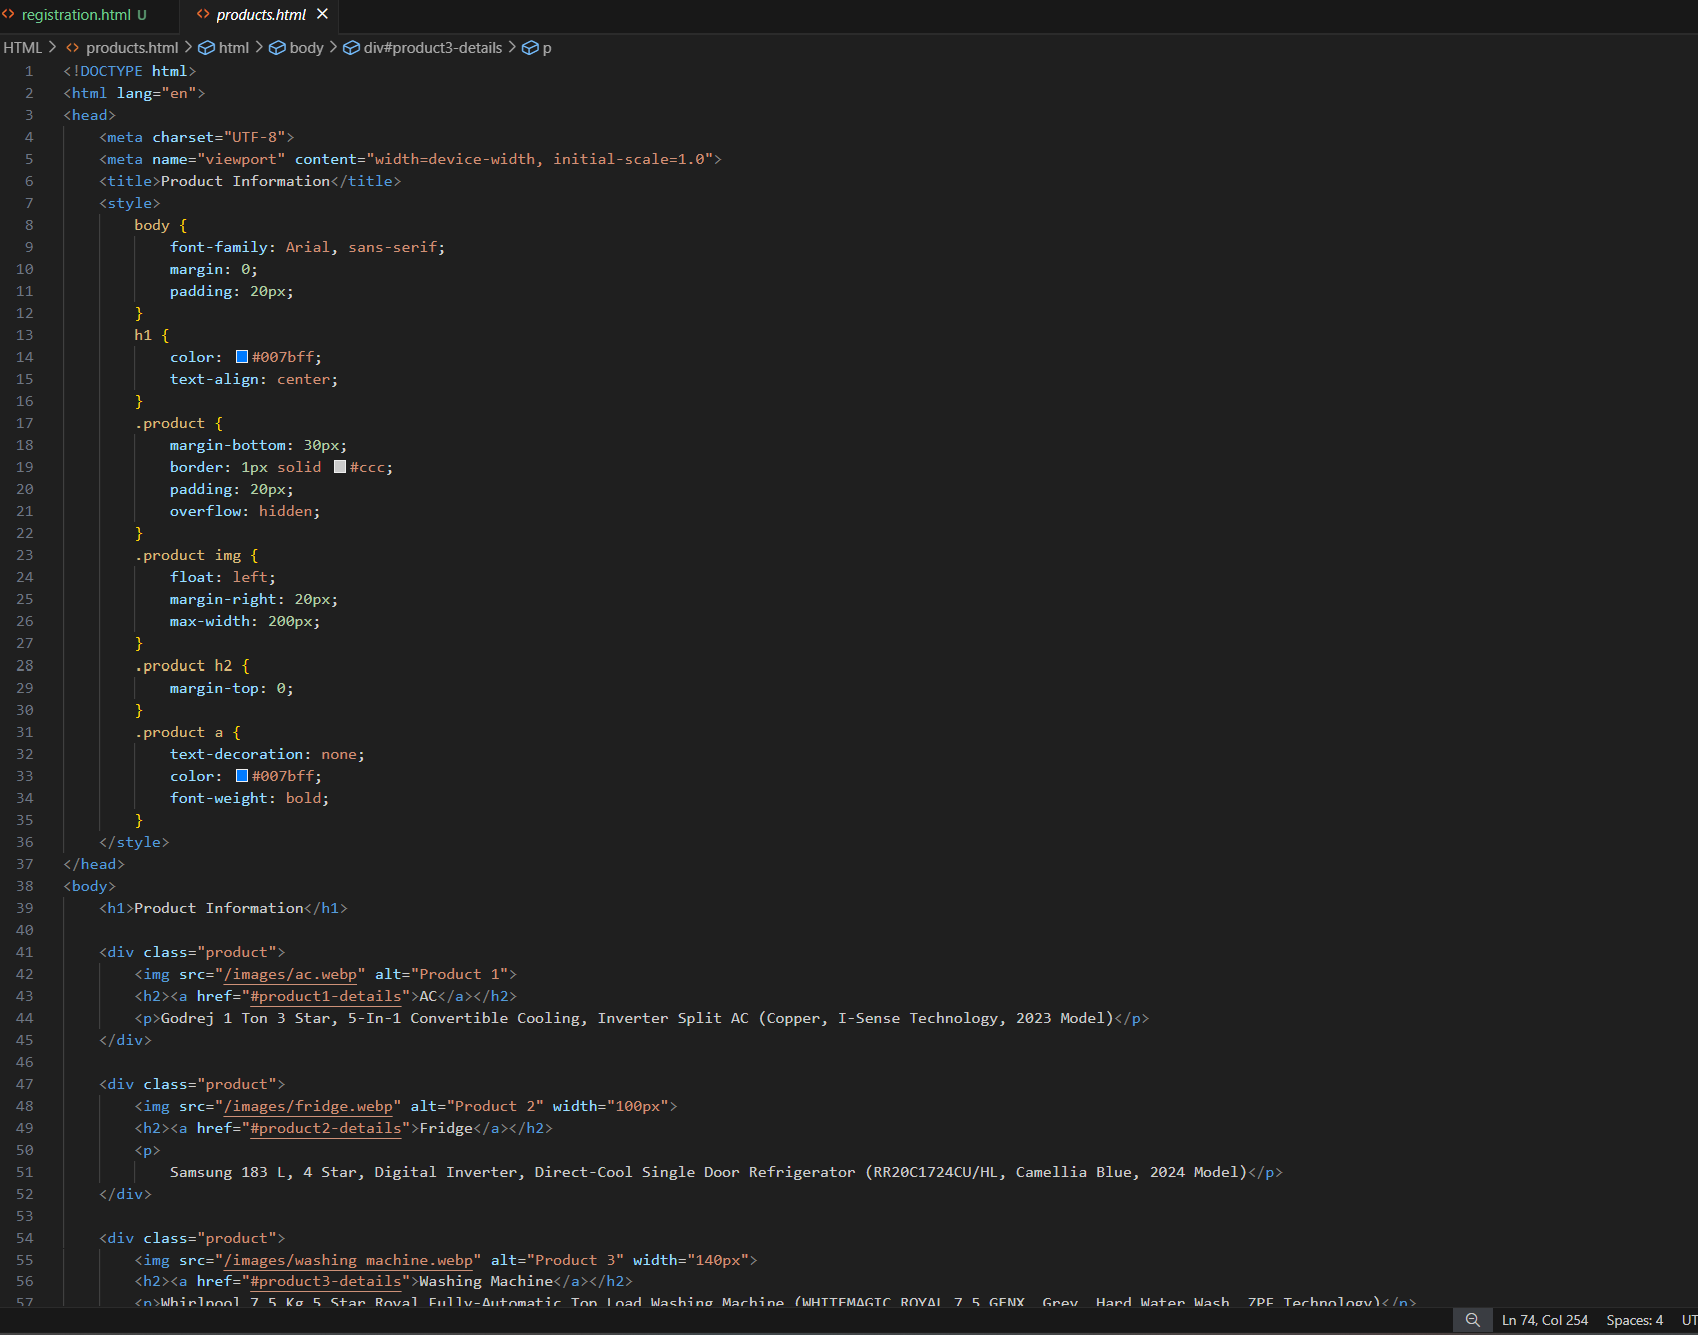 registration.html U
products.html
HTML > products.html > html > body > div#product3-details > p
1 <!DOCTYPE html>
2 <html lang="en">
3 <head>
4     <meta charset="UTF-8">
5     <meta name="viewport" content="width=device-width, initial-scale=1.0">
6     <title>Product Information</title>
7     <style>
8         body {
9             font-family: Arial, sans-serif;
10             margin: 0;
11             padding: 20px;
12         }
13         h1 {
14             color: #007bff;
15             text-align: center;
16         }
17         .product {
18             margin-bottom: 30px;
19             border: 1px solid #ccc;
20             padding: 20px;
21             overflow: hidden;
22         }
23         .product img {
24             float: left;
25             margin-right: 20px;
26             max-width: 200px;
27         }
28         .product h2 {
29             margin-top: 0;
30         }
31         .product a {
32             text-decoration: none;
33             color: #007bff;
34             font-weight: bold;
35         }
36     </style>
37 </head>
38 <body>
39     <h1>Product Information</h1>
40
41     <div class="product">
42         <img src="/images/ac.webp" alt="Product 1">
43         <h2><a href="#product1-details">AC</a></h2>
44         <p>Godrej 1 Ton 3 Star, 5-In-1 Convertible Cooling, Inverter Split AC (Copper, I-Sense Technology, 2023 Model)</p>
45     </div>
46
47     <div class="product">
48         <img src="/images/fridge.webp" alt="Product 2" width="100px">
49         <h2><a href="#product2-details">Fridge</a></h2>
50         <p>
51             Samsung 183 L, 4 Star, Digital Inverter, Direct-Cool Single Door Refrigerator (RR20C1724CU/HL, Camellia Blue, 2024 Model)</p>
52     </div>
53
54     <div class="product">
55         <img src="/images/washing machine.webp" alt="Product 3" width="140px">
56         <h2><a href="#product3-details">Washing Machine</a></h2>
57         <p>Whirlpool 7.5 Kg 5 Star Royal Fully-Automatic Top Load Washing Machine (WHITEMAGIC ROYAL 7.5 GENX, Grey, Hard Water Wash, ZPF Technology)</p>
Ln 74, Col 254 Spaces: 4 UT